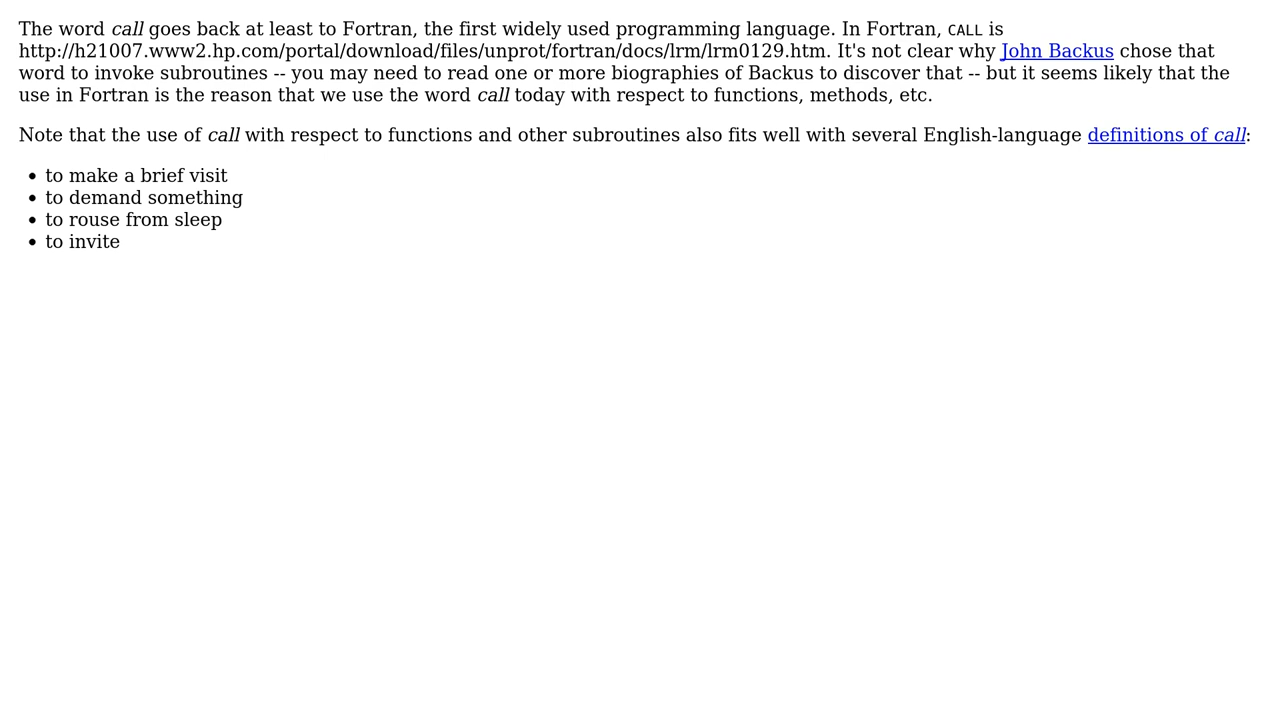 The word call goes back at least to Fortran, the first widely used programming language. In Fortran, CALL is
http://h21007.www2.hp.com/portal/download/files/unprot/fortran/docs/lrm/lrm0129.htm. It's not clear why John Backus chose that
word to invoke subroutines -- you may need to read one or more biographies of Backus to discover that -- but it seems likely that the
use in Fortran is the reason that we use the word call today with respect to functions, methods, etc.
Note that the use of call with respect to functions and other subroutines also fits well with several English-language definitions of call:
• to make a brief visit
• to demand something
• to rouse from sleep
• to invite